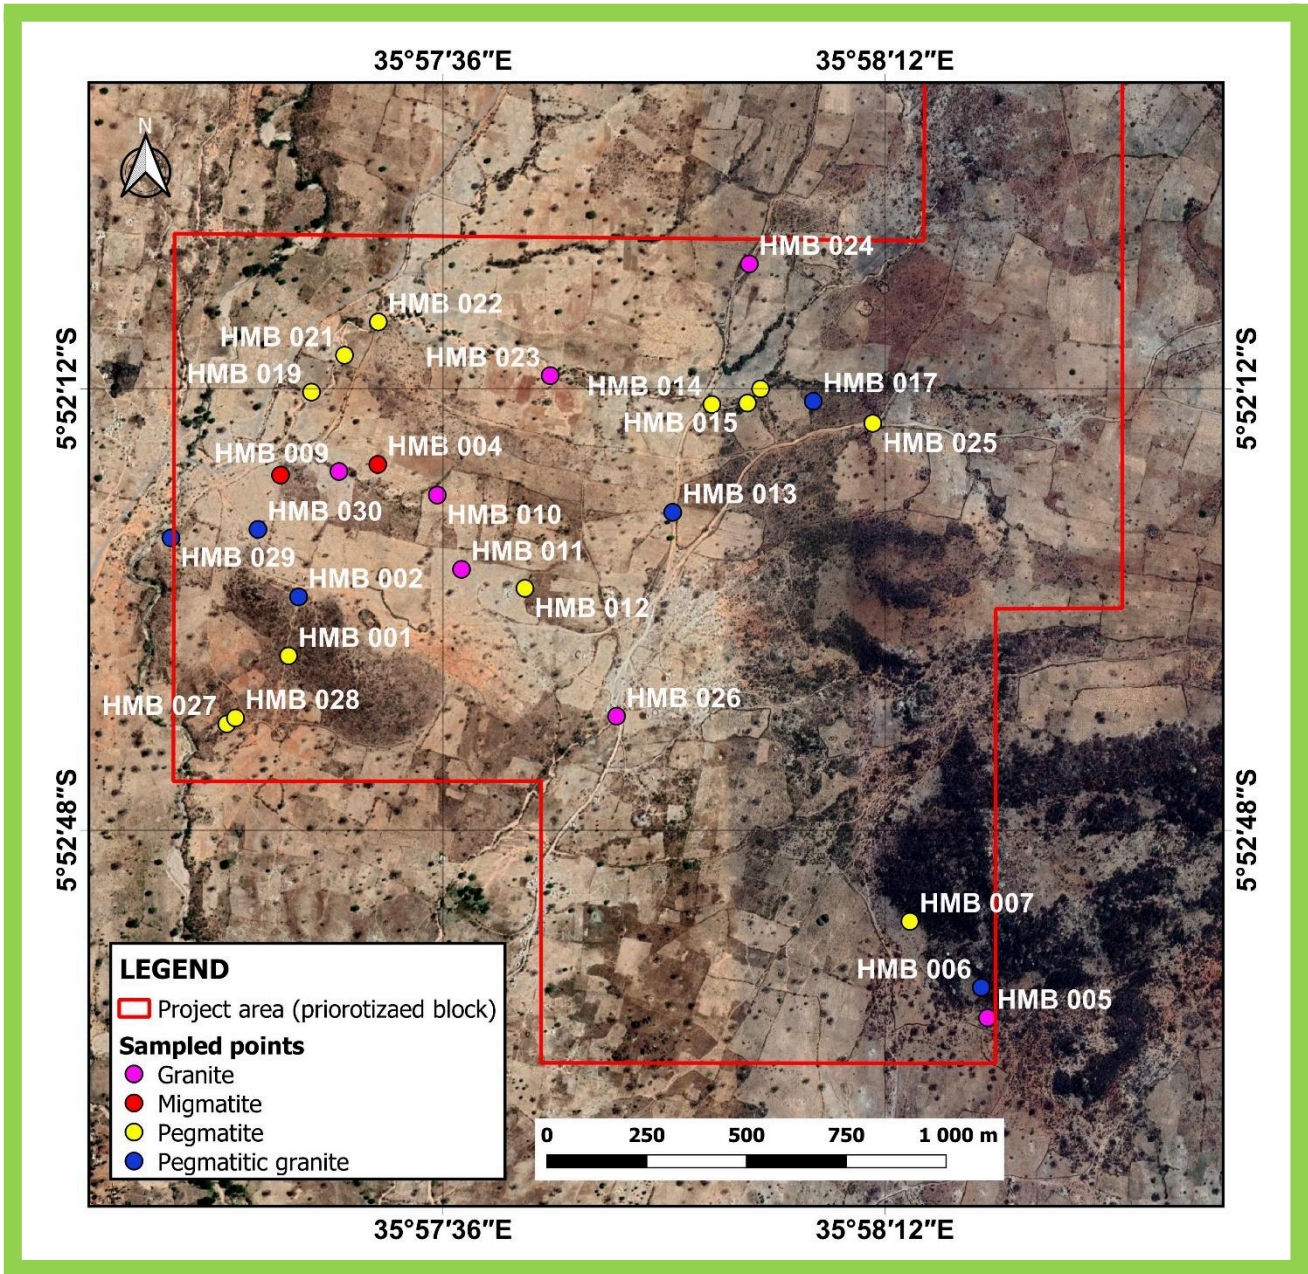 35°57′36″E 35°58′12″E
N
HMB 024
HMB 022
HMB 021
HMB 023
HMB 019
HMB 014
HMB 017
HMB 015
HMB 025
5°52′12″S 5°52′12″S
HMB 004
HMB 009
HMB 013
HMB 030
HMB 010
HMB 029
HMB 011
HMB 002
HMB 012
HMB 001
HMB 028
HMB 027
HMB 026
5°52′48″S 5°52′48″S
HMB 007
HMB 006
HMB 005
LEGEND
Project area (priorotizaed block)
Sampled points
Granite
Migmatite
Pegmatite
Pegmatitic granite
0 250 500 750 1 000 m
35°57′36″E 35°58′12″E